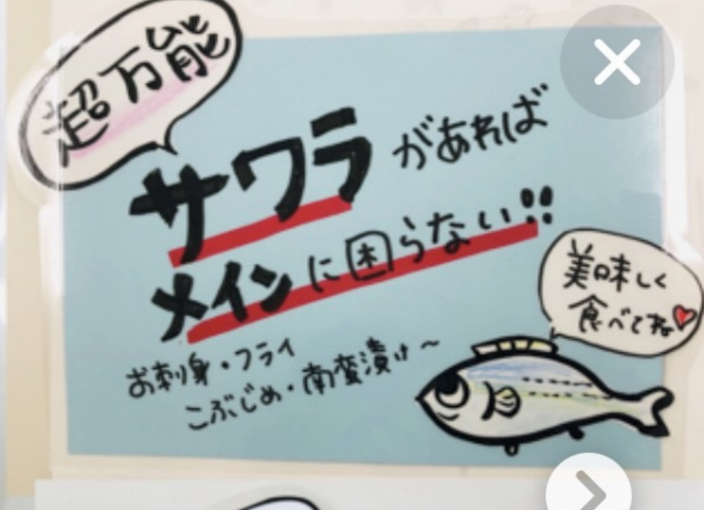 超万能
サワラがあれば
メインに困らない!!
お刺身・フライ
こぶじめ・南蛮漬け～
美味しく
食べてね♡